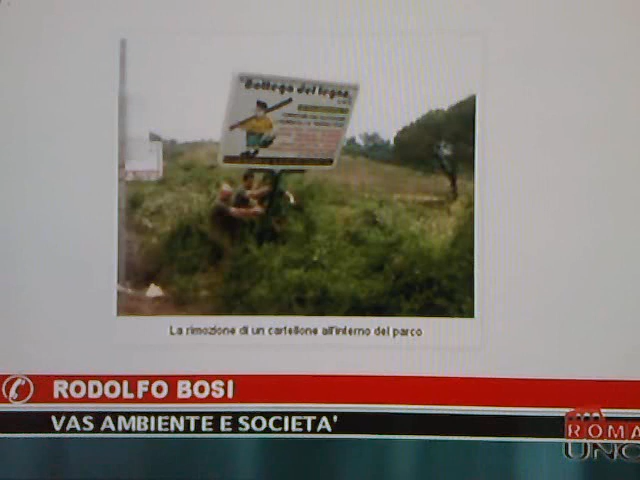 "Bottega del legno
La rimozione di un cartellone all'interno del parco
RODOLFO BOSI
VAS AMBIENTE E SOCIETA'
ROMA
UNO